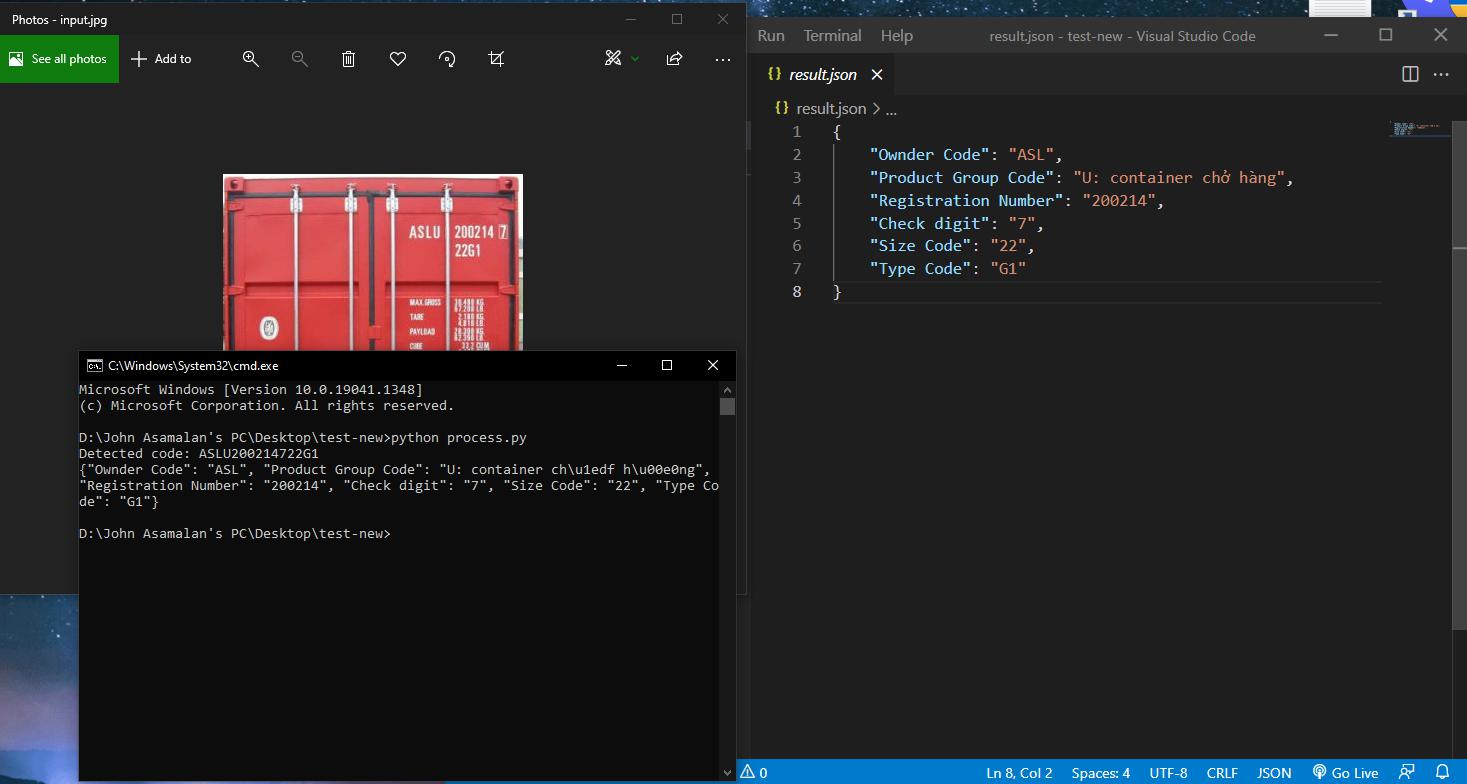 Photos - input.jpg
See all photos
Add to
ASLU 200214 7
22G1
MAX.GROSS 30.480 KG.
67.200 LB.
TARE 2.180 KG.
4.810 LB.
PAYLOAD 28.300 KG.
62.390 LB.
CUBE 33.2 CUM.
C:\Windows\System32\cmd.exe
Microsoft Windows [Version 10.0.19041.1348]
(c) Microsoft Corporation. All rights reserved.
D:\John Asamalan's PC\Desktop\test-new>python process.py
Detected code: ASLU200214722G1
{"Ownder Code": "ASL", "Product Group Code": "U: container ch\u1edf h\u00e0ng",
"Registration Number": "200214", "Check digit": "7", "Size Code": "22", "Type Co
de": "G1"}
D:\John Asamalan's PC\Desktop\test-new>
Run Terminal Help result.json - test-new - Visual Studio Code
{} result.json
{} result.json > ...
1 {
2 "Ownder Code": "ASL",
3 "Product Group Code": "U: container chở hàng",
4 "Registration Number": "200214",
5 "Check digit": "7",
6 "Size Code": "22",
7 "Type Code": "G1"
8 }
0 Ln 8, Col 2 Spaces: 4 UTF-8 CRLF JSON Go Live